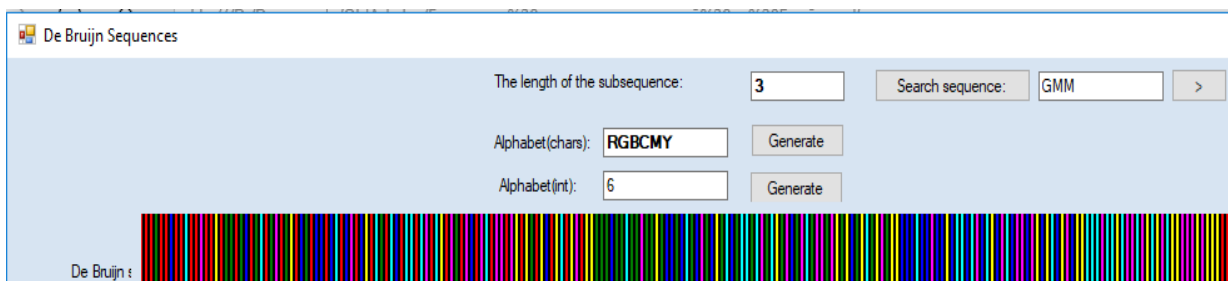 De Bruijn Sequences
The length of the subsequence: 3 Search sequence: GMM >
Alphabet(chars): RGBCMY Generate
Alphabet(int): 6 Generate
De Bruijn s